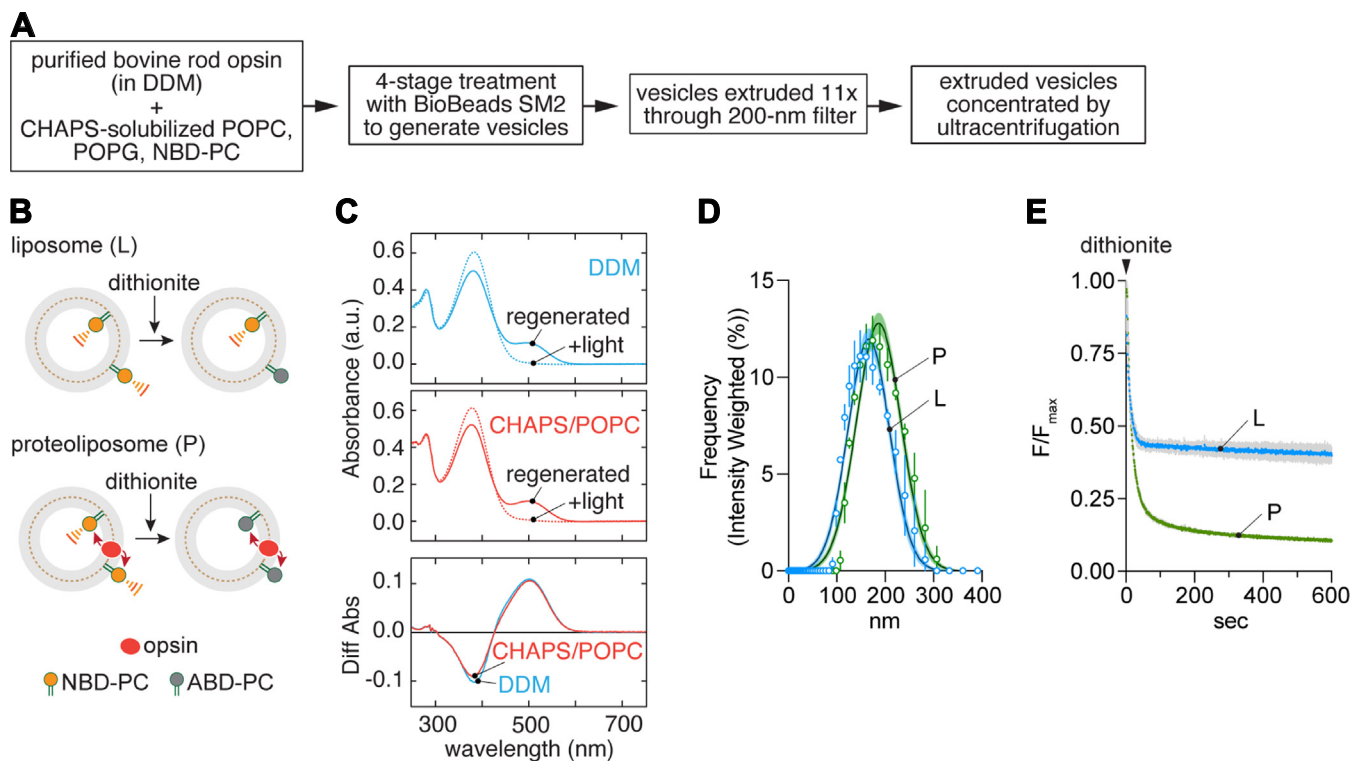 A
purified bovine rod opsin
(in DDM)
+
CHAPS-solubilized POPC,
POPG, NBD-PC
4-stage treatment
with BioBeads SM2
to generate vesicles
vesicles extruded 11x
through 200-nm filter
extruded vesicles
concentrated by
ultracentrifugation
B
liposome (L)
dithionite
proteoliposome (P)
dithionite
opsin
NBD-PC
ABD-PC
C
Absorbance (a.u.)
0.6
0.4
0.2
0.0
DDM
regenerated
+light
0.6
0.4
0.2
0.0
CHAPS/POPC
regenerated
+light
Diff Abs
0.1
0.0
-0.1
CHAPS/POPC
DDM
300
500
700
wavelength (nm)
D
Frequency
(Intensity Weighted (%))
15
10
5
0
P
L
0
100
200
300
400
nm
E
dithionite
F/Fmax
1.00
0.75
0.50
0.25
0.00
L
P
0
200
400
600
sec